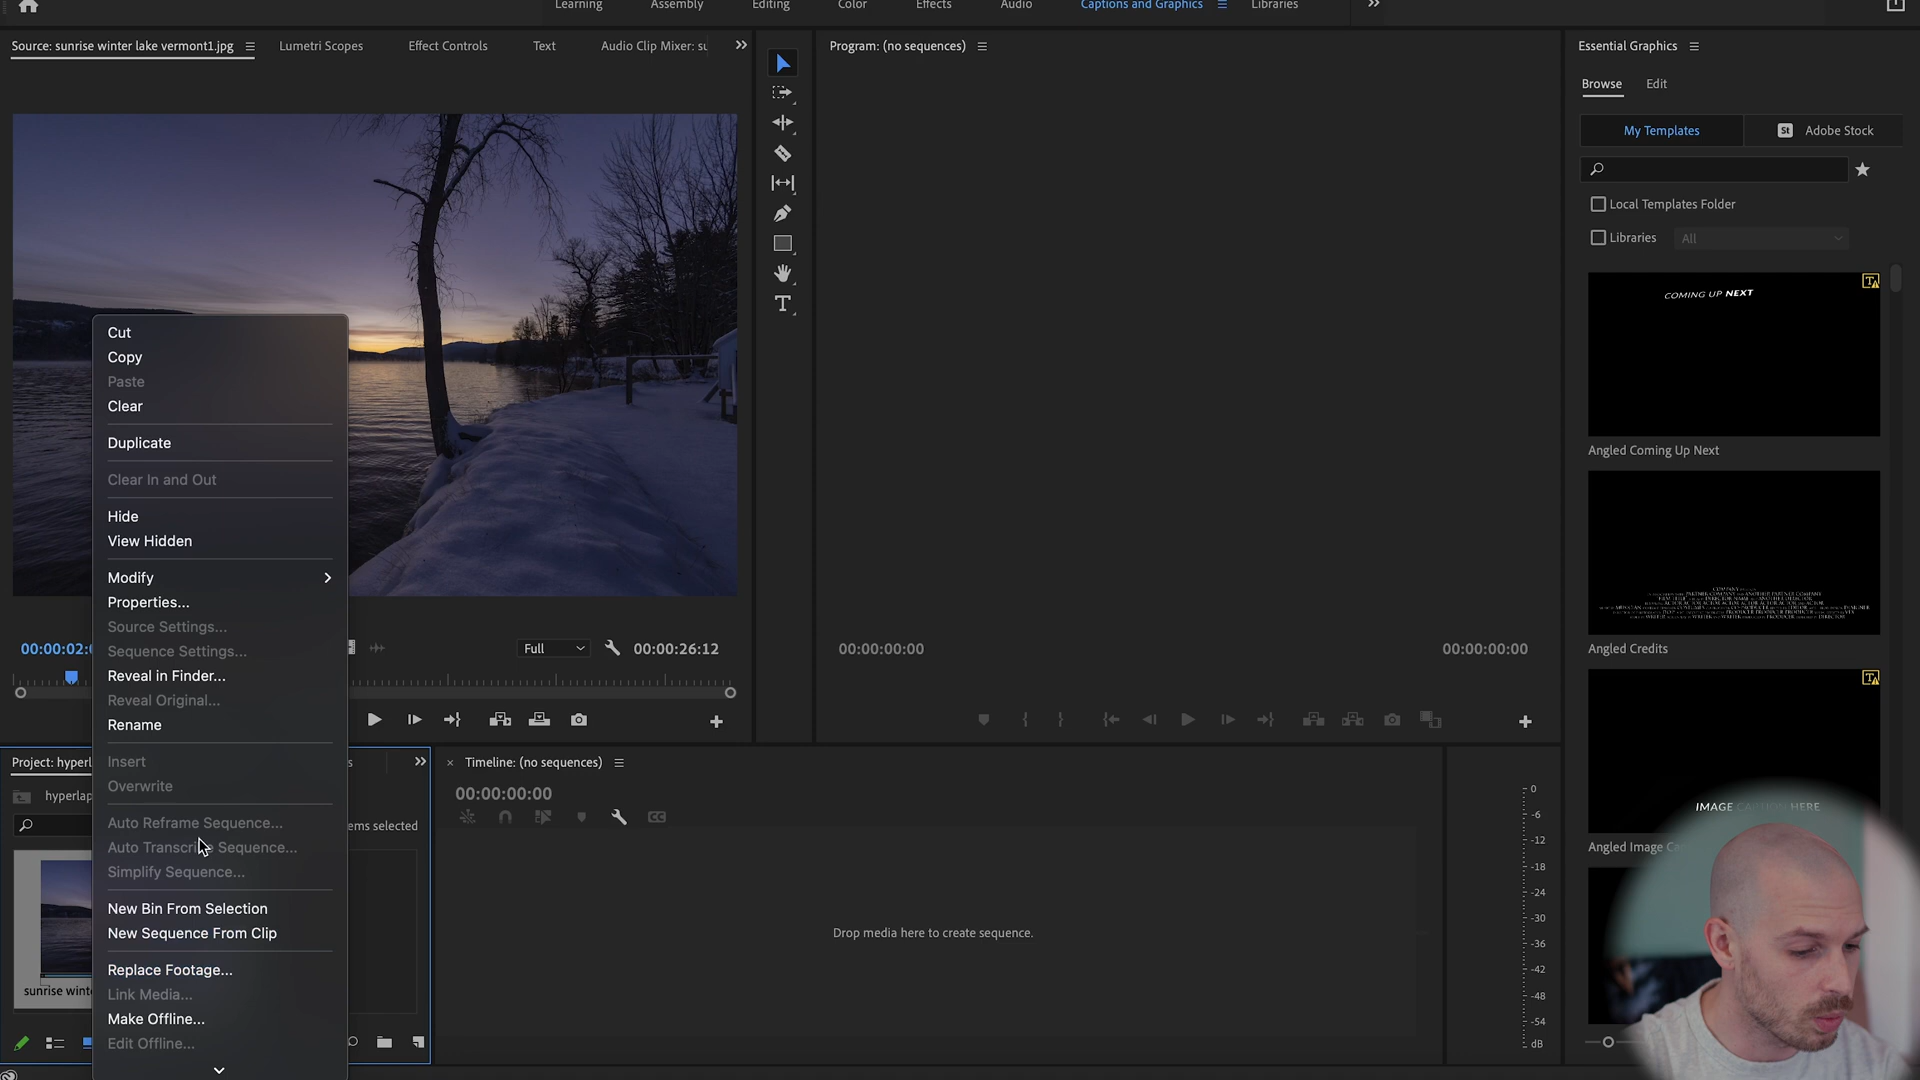 Learning Assembly Editing Color Effects Audio Captions and Graphics Libraries
Source: sunrise winter lake vermont1.jpg Lumetri Scopes Effect Controls Text Audio Clip Mixer: su
Program: (no sequences)
Essential Graphics
Browse Edit
My Templates St Adobe Stock
Local Templates Folder
Libraries All
COMING UP NEXT
Angled Coming Up Next
Angled Credits
IMAGE CAPTION HERE
Angled Image Ca
Cut
Copy
Paste
Clear
Duplicate
Clear In and Out
Hide
View Hidden
Modify
Properties...
Source Settings...
Sequence Settings...
Reveal in Finder...
Reveal Original...
Rename
Insert
Overwrite
Auto Reframe Sequence...
Auto Transcribe Sequence...
Simplify Sequence...
New Bin From Selection
New Sequence From Clip
Replace Footage...
Link Media...
Make Offline...
Edit Offline...
00:00:02:0 Full 00:00:26:12
00:00:00:00 00:00:00:00
Project: hyperla s
hyperlap
ems selected
sunrise wint
Timeline: (no sequences)
00:00:00:00
CC
Drop media here to create sequence.
0
-6
-12
-18
-24
-30
-36
-42
-48
-54
dB